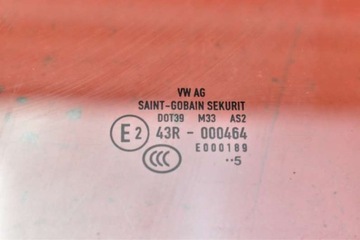 VW AG
SAINT-GOBAIN SEKURIT
DOT39 M33 AS2
E2 43R - 000464
E000189
CCC ··5